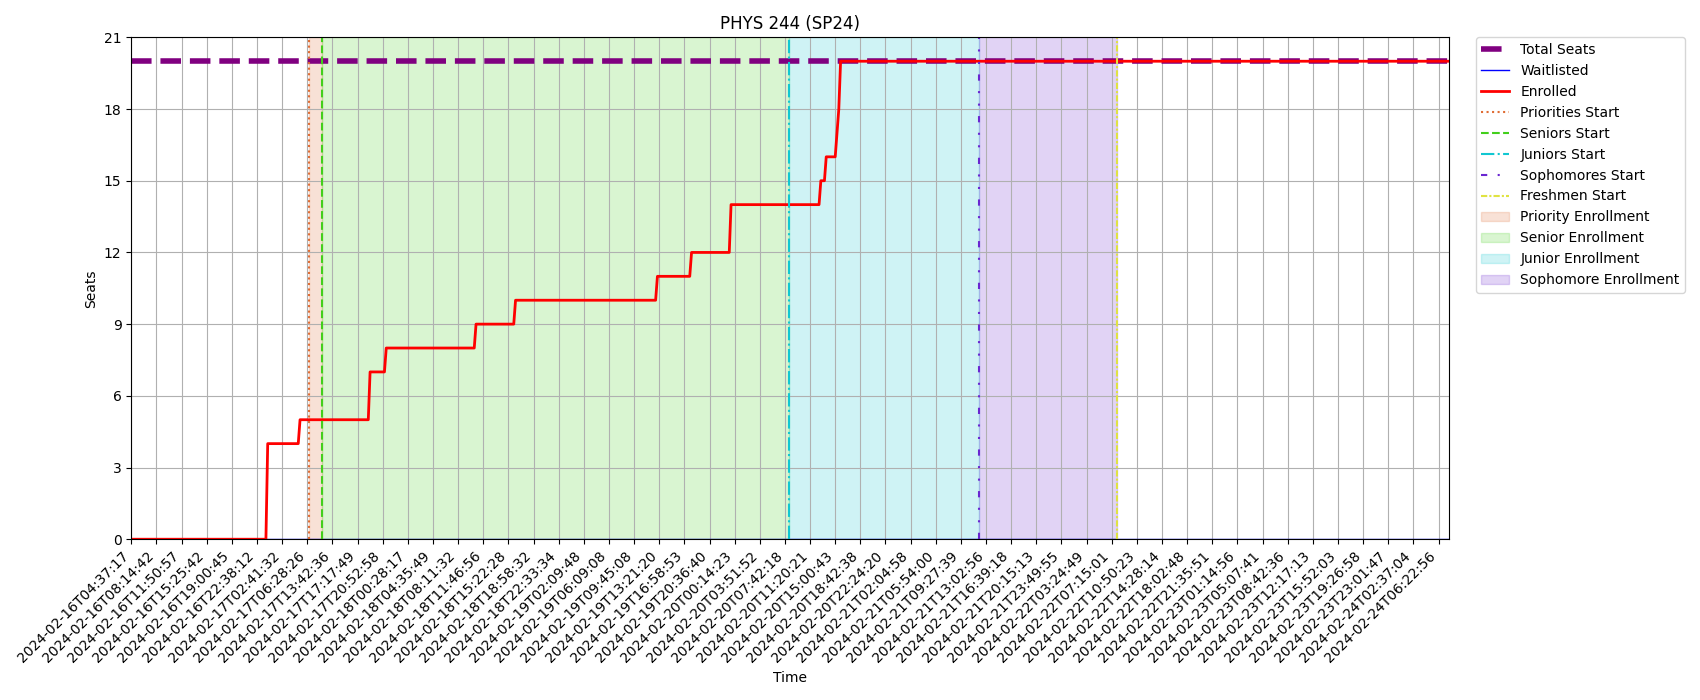 PHYS 244 (SP24)
21
18
15
12
9
6
3
0
Seats
2024-02-16T04:37:17
2024-02-16T08:14:42
2024-02-16T11:50:57
2024-02-16T15:25:42
2024-02-16T19:00:45
2024-02-16T22:38:12
2024-02-17T02:41:32
2024-02-17T06:28:26
2024-02-17T13:42:36
2024-02-17T17:17:49
2024-02-17T20:52:58
2024-02-18T00:28:17
2024-02-18T04:35:49
2024-02-18T08:11:32
2024-02-18T11:46:56
2024-02-18T15:22:28
2024-02-18T18:58:32
2024-02-18T22:33:34
2024-02-19T02:09:48
2024-02-19T06:09:08
2024-02-19T09:45:08
2024-02-19T13:21:20
2024-02-19T16:58:53
2024-02-19T20:36:40
2024-02-20T00:14:23
2024-02-20T03:51:52
2024-02-20T07:42:18
2024-02-20T11:20:21
2024-02-20T15:00:43
2024-02-20T18:42:38
2024-02-20T22:24:20
2024-02-21T02:04:58
2024-02-21T05:54:00
2024-02-21T09:27:39
2024-02-21T13:02:56
2024-02-21T16:39:18
2024-02-21T20:15:13
2024-02-21T23:49:55
2024-02-22T03:24:49
2024-02-22T07:15:01
2024-02-22T10:50:23
2024-02-22T14:28:14
2024-02-22T18:02:48
2024-02-22T21:35:51
2024-02-23T01:14:56
2024-02-23T05:07:41
2024-02-23T08:42:36
2024-02-23T12:17:13
2024-02-23T15:52:03
2024-02-23T19:26:58
2024-02-23T23:01:47
2024-02-24T02:37:04
2024-02-24T06:22:56
Time
Total Seats
Waitlisted
Enrolled
Priorities Start
Seniors Start
Juniors Start
Sophomores Start
Freshmen Start
Priority Enrollment
Senior Enrollment
Junior Enrollment
Sophomore Enrollment